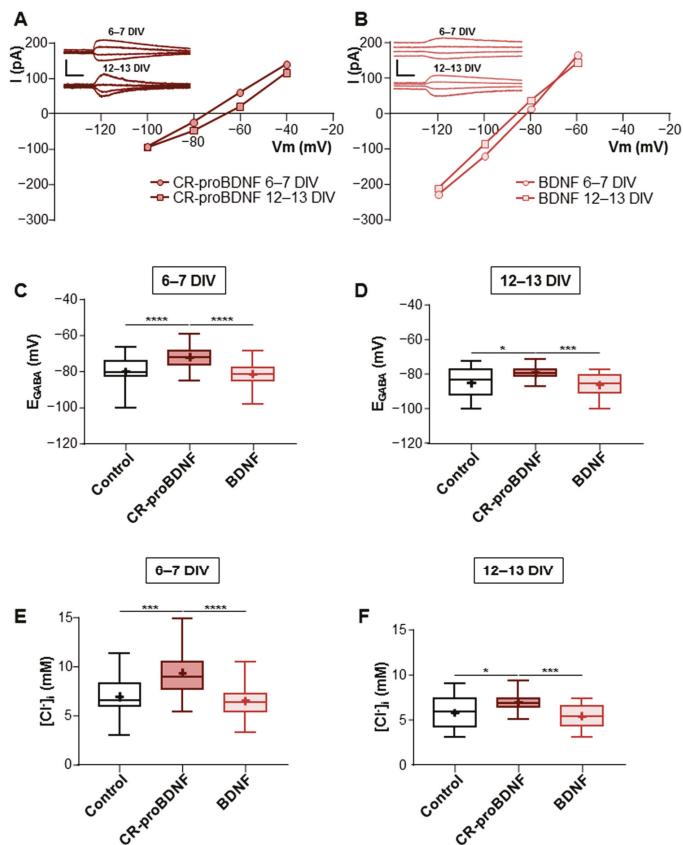 A
I (pA)
200
100
0
−100
−200
−300
6–7 DIV
12–13 DIV
−120 −100 −80 −60 −40 −20
Vm (mV)
CR-proBDNF 6–7 DIV
CR-proBDNF 12–13 DIV
B
I (pA)
200
100
0
−100
−200
−300
6–7 DIV
12–13 DIV
−120 −100 −80 −60 −40 −20
Vm (mV)
BDNF 6–7 DIV
BDNF 12–13 DIV
C
6–7 DIV
E_GABA (mV)
−40
−60
−80
−100
−120
**** ****
Control CR-proBDNF BDNF
D
12–13 DIV
E_GABA (mV)
−40
−60
−80
−100
−120
* ***
Control CR-proBDNF BDNF
E
6–7 DIV
[Cl⁻]i (mM)
15
10
5
0
*** ****
Control CR-proBDNF BDNF
F
12–13 DIV
[Cl⁻]i (mM)
15
10
5
0
* ***
Control CR-proBDNF BDNF